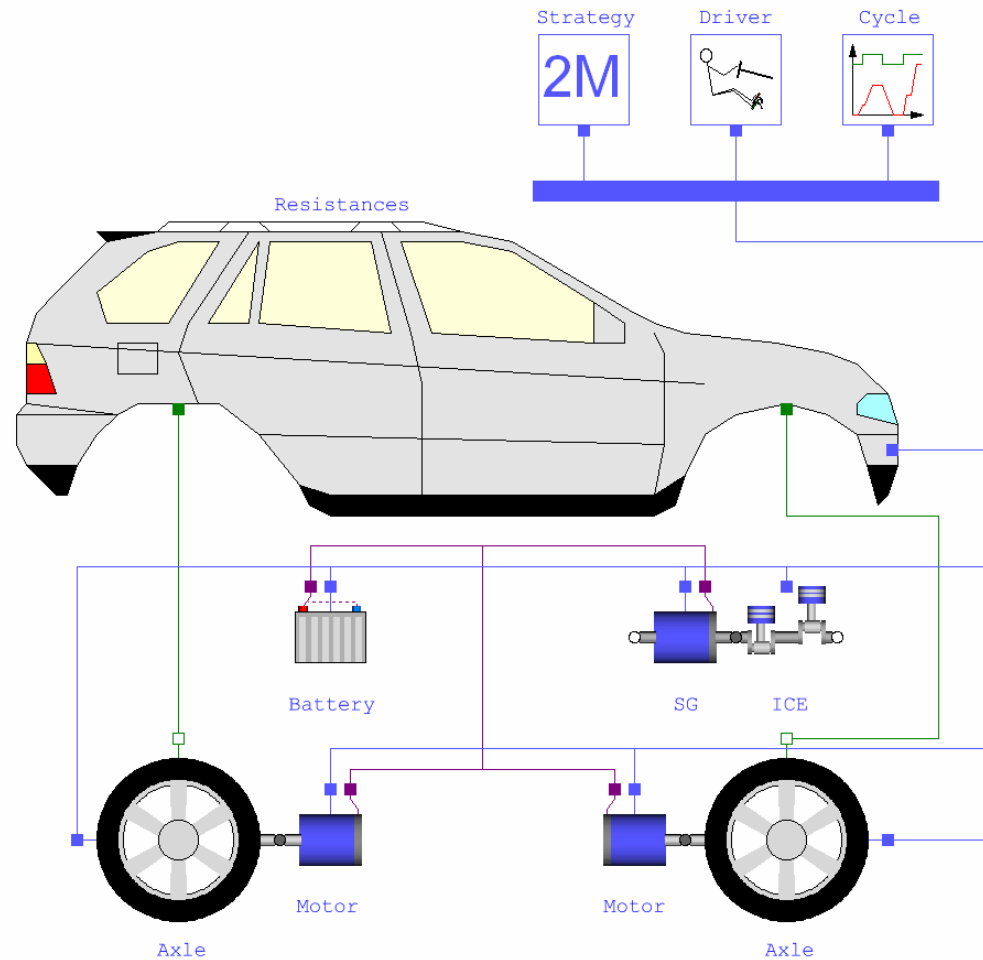 Strategy
Driver
Cycle
2M
Resistances
Battery
SG
ICE
Motor
Motor
Axle
Axle